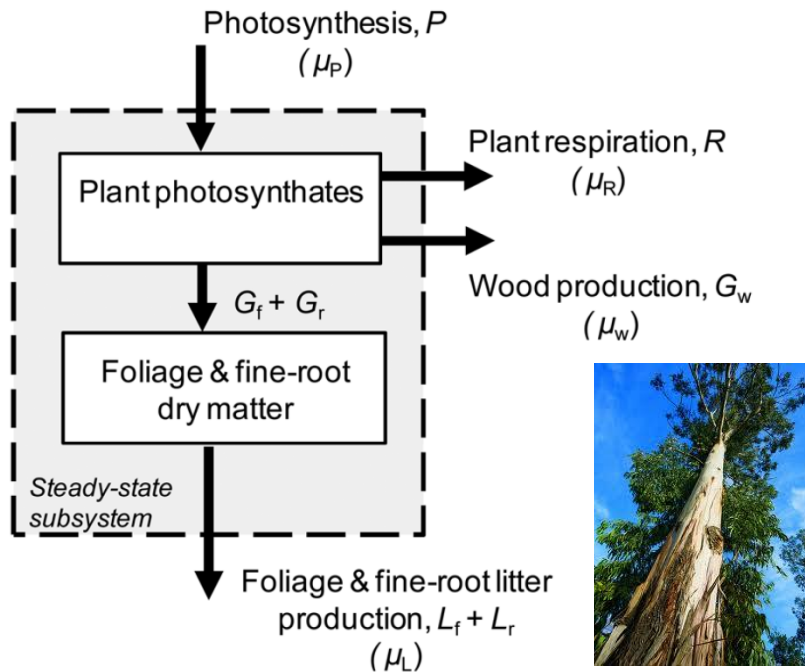 Photosynthesis, P
(μP)
Plant photosynthates
Plant respiration, R
(μR)
Wood production, Gw
(μw)
Gf + Gr
Foliage & fine-root
dry matter
Steady-state
subsystem
Foliage & fine-root litter
production, Lf + Lr
(μL)